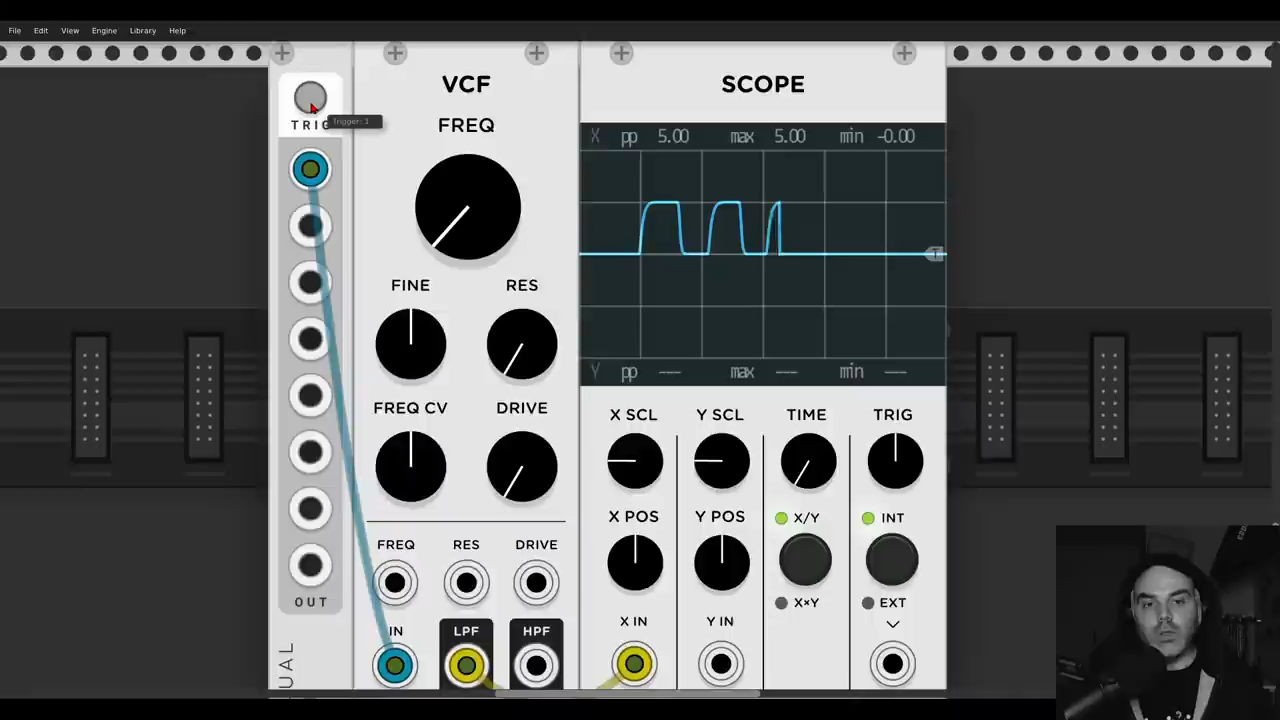 File Edit View Engine Library Help
TRIG
Trigger: 1
OUT
UAL
VCF
FREQ
FINE RES
FREQ CV DRIVE
FREQ RES DRIVE
IN LPF HPF
SCOPE
X pp 5.00 max 5.00 min -0.00
T
Y pp --- max --- min ---
X SCL Y SCL TIME TRIG
X/Y INT
X POS Y POS
X×Y EXT
X IN Y IN